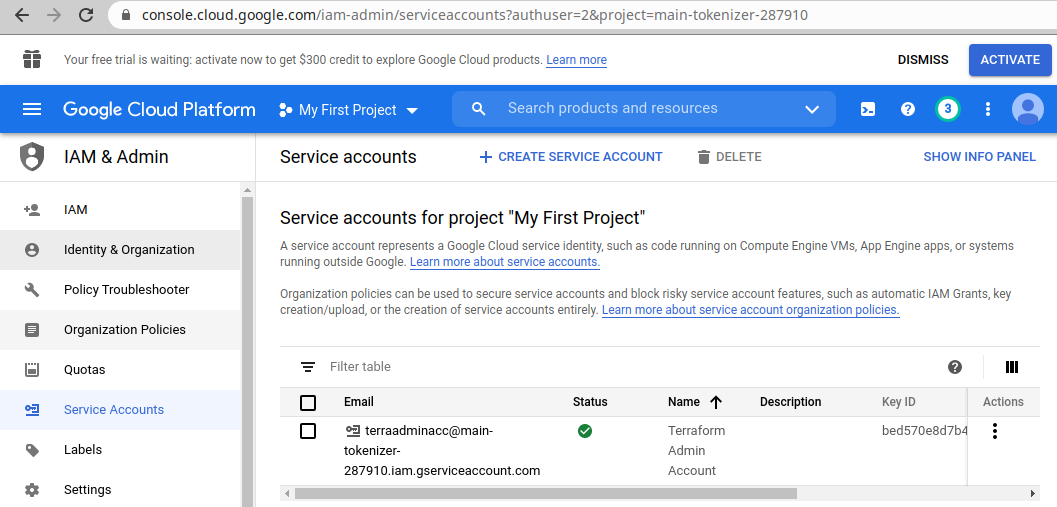 console.cloud.google.com/iam-admin/serviceaccounts?authuser=2&project=main-tokenizer-287910
Your free trial is waiting: activate now to get $300 credit to explore Google Cloud products. Learn more
DISMISS
ACTIVATE
Google Cloud Platform
My First Project
Search products and resources
3
IAM & Admin
Service accounts
CREATE SERVICE ACCOUNT
DELETE
SHOW INFO PANEL
IAM
Identity & Organization
Policy Troubleshooter
Organization Policies
Quotas
Service Accounts
Labels
Settings
Service accounts for project "My First Project"
A service account represents a Google Cloud service identity, such as code running on Compute Engine VMs, App Engine apps, or systems
running outside Google. Learn more about service accounts.
Organization policies can be used to secure service accounts and block risky service account features, such as automatic IAM Grants, key
creation/upload, or the creation of service accounts entirely. Learn more about service account organization policies.
Filter table
Email Status Name Description Key ID Actions
terraadminacc@main- Terraform bed570e8d7b4
tokenizer- Admin
287910.iam.gserviceaccount.com Account